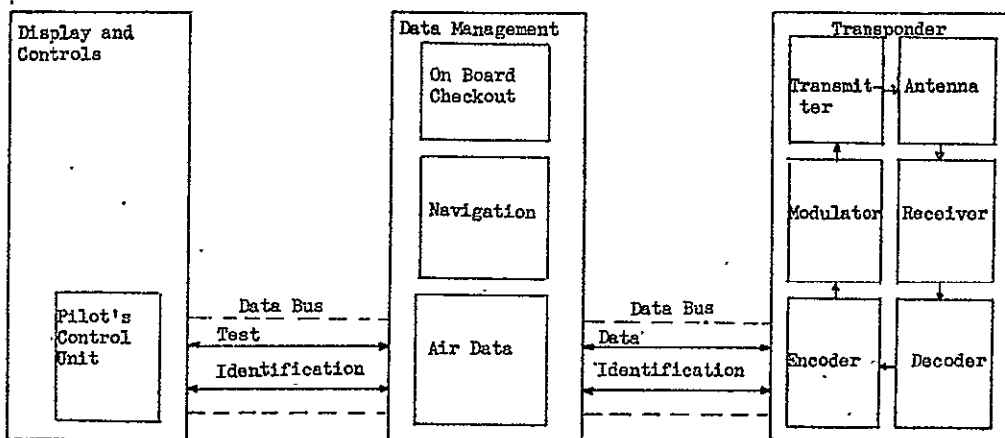 Display and
Controls
Pilot's
Control
Unit
Data Bus
Test
Identification
Data Management
On Board
Checkout
Navigation
Air Data
Data Bus
Data
Identification
Transponder
Transmit-
ter
Antenna
Modulator
Receiver
Encoder
Decoder